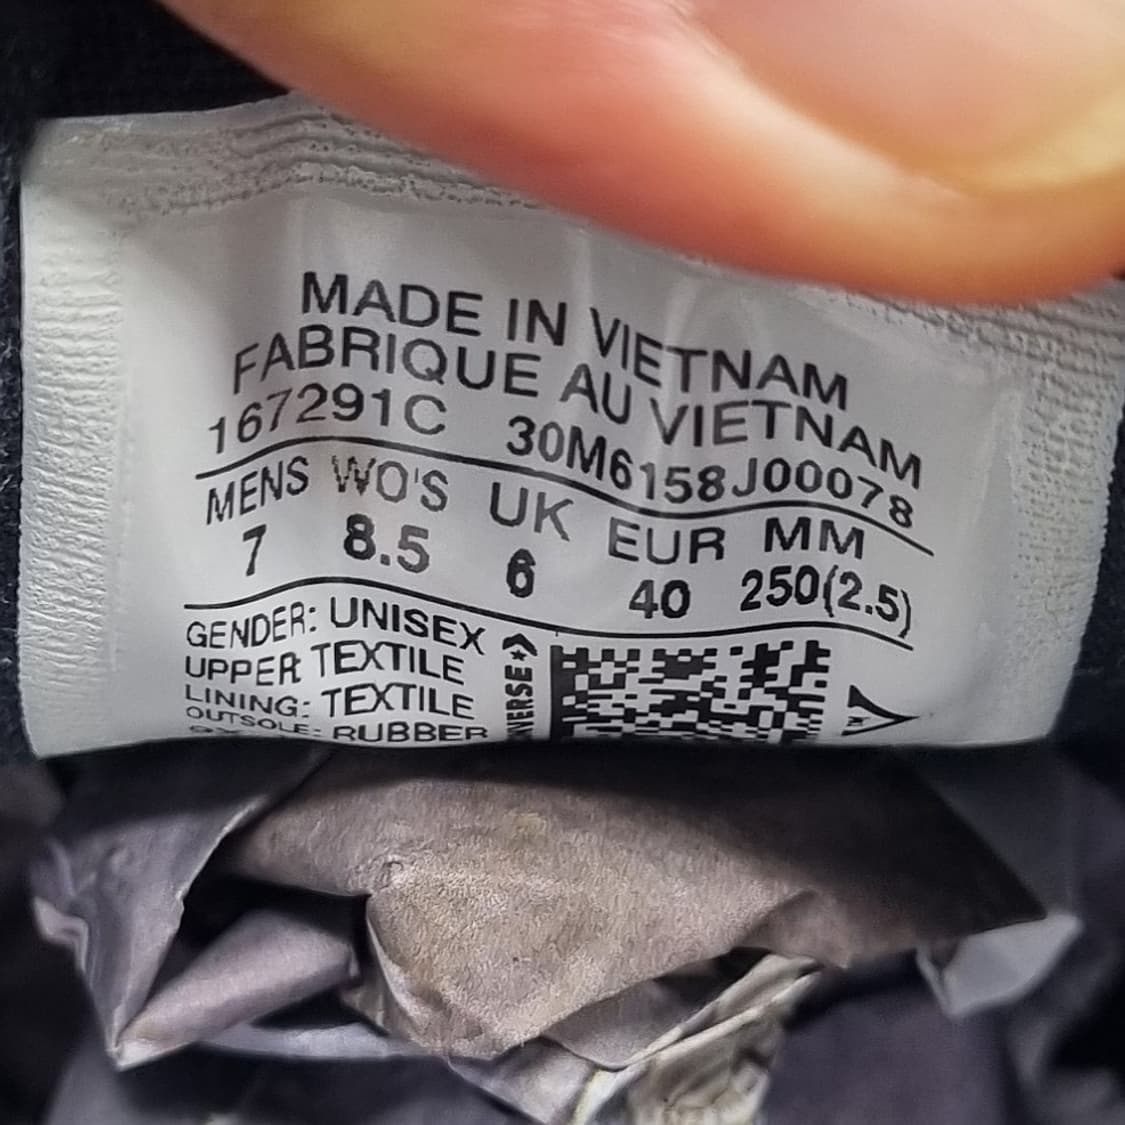 MADE IN VIETNAM
FABRIQUE AU VIETNAM
167291C 30M6158J00078
MENS WO'S UK EUR MM
7 8.5 6 40 250(2.5)
GENDER: UNISEX
UPPER TEXTILE
LINING: TEXTILE
OUTSOLE: RUBBER